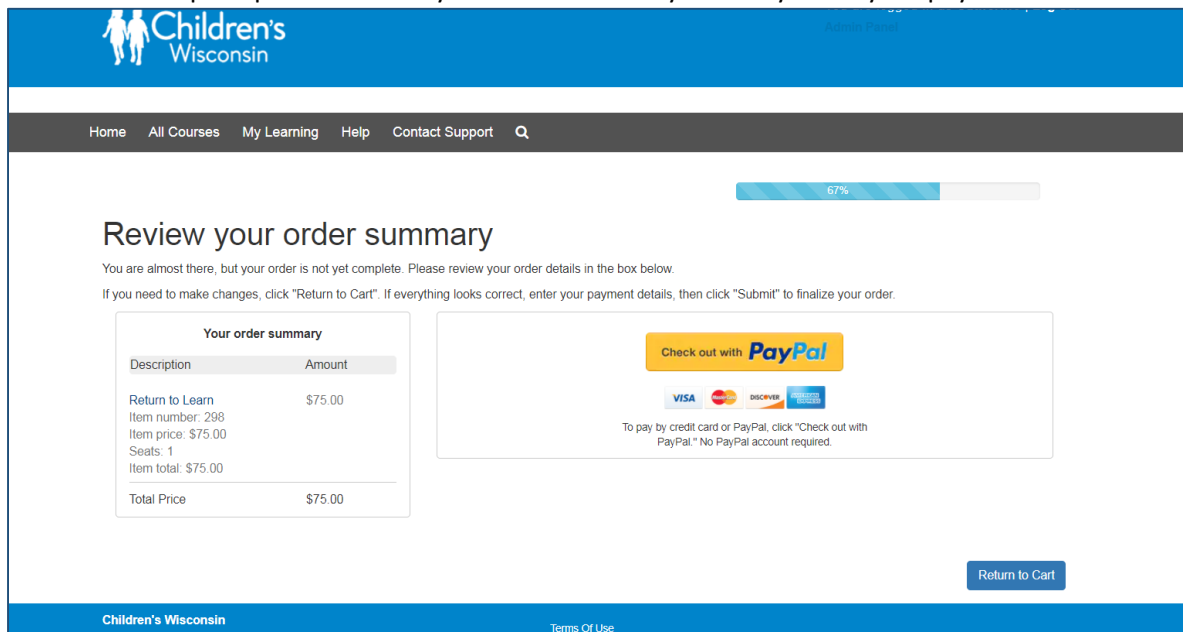 Children's
Wisconsin
Admin Panel
Home All Courses My Learning Help Contact Support
67%
Review your order summary
You are almost there, but your order is not yet complete. Please review your order details in the box below.
If you need to make changes, click "Return to Cart". If everything looks correct, enter your payment details, then click "Submit" to finalize your order.
Your order summary
Description Amount
Return to Learn $75.00
Item number: 298
Item price: $75.00
Seats: 1
Item total: $75.00
Total Price $75.00
Check out with PayPal
VISA MasterCard DISCOVER AMERICAN EXPRESS
To pay by credit card or PayPal, click "Check out with
PayPal." No PayPal account required.
Return to Cart
Children's Wisconsin
Terms Of Use